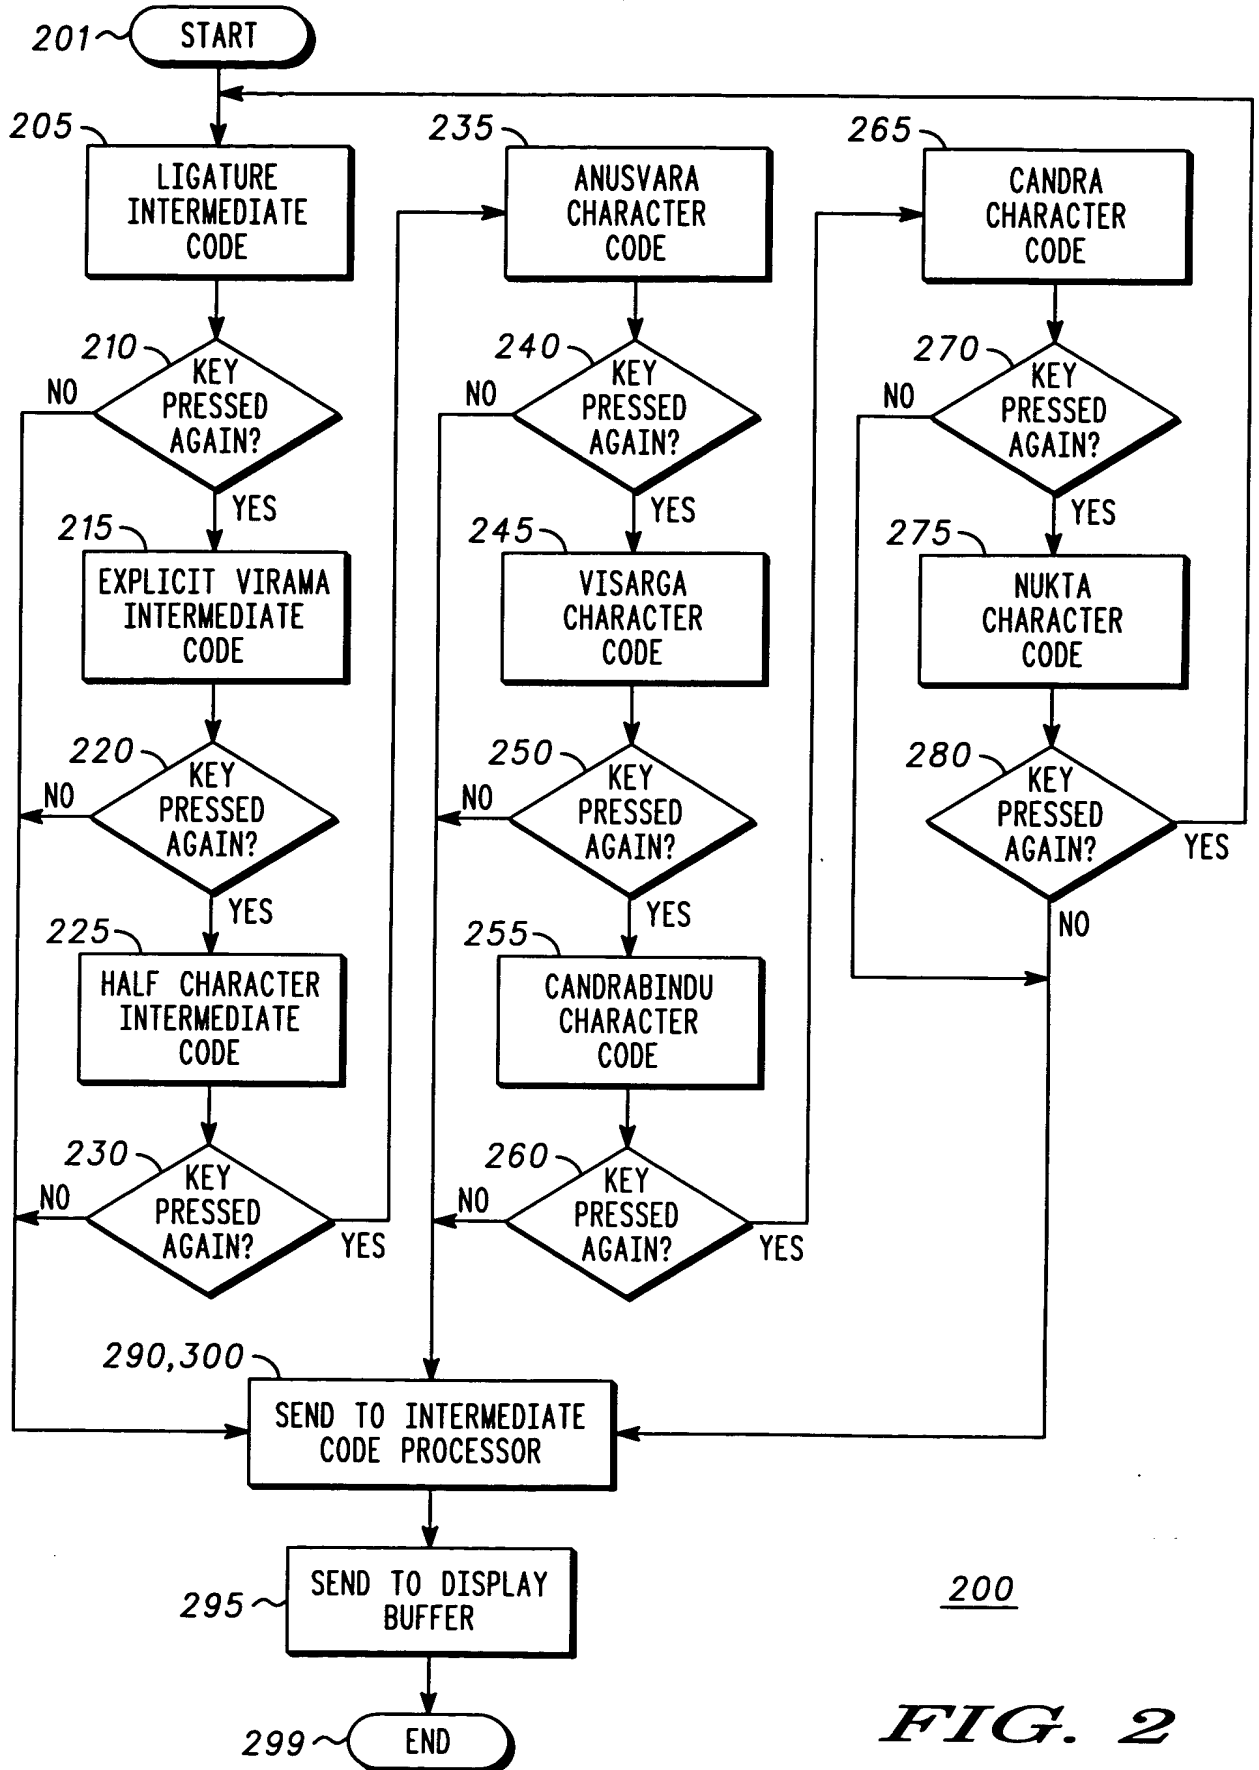 201
START
205
LIGATURE
INTERMEDIATE
CODE
210
KEY
PRESSED
AGAIN?
NO
YES
215
EXPLICIT VIRAMA
INTERMEDIATE
CODE
220
KEY
PRESSED
AGAIN?
NO
YES
225
HALF CHARACTER
INTERMEDIATE
CODE
230
KEY
PRESSED
AGAIN?
NO
YES
235
ANUSVARA
CHARACTER
CODE
240
KEY
PRESSED
AGAIN?
NO
YES
245
VISARGA
CHARACTER
CODE
250
KEY
PRESSED
AGAIN?
NO
YES
255
CANDRABINDU
CHARACTER
CODE
260
KEY
PRESSED
AGAIN?
NO
YES
265
CANDRA
CHARACTER
CODE
270
KEY
PRESSED
AGAIN?
NO
YES
275
NUKTA
CHARACTER
CODE
280
KEY
PRESSED
AGAIN?
YES
NO
290,300
SEND TO INTERMEDIATE
CODE PROCESSOR
295
SEND TO DISPLAY
BUFFER
299
END
200
FIG. 2